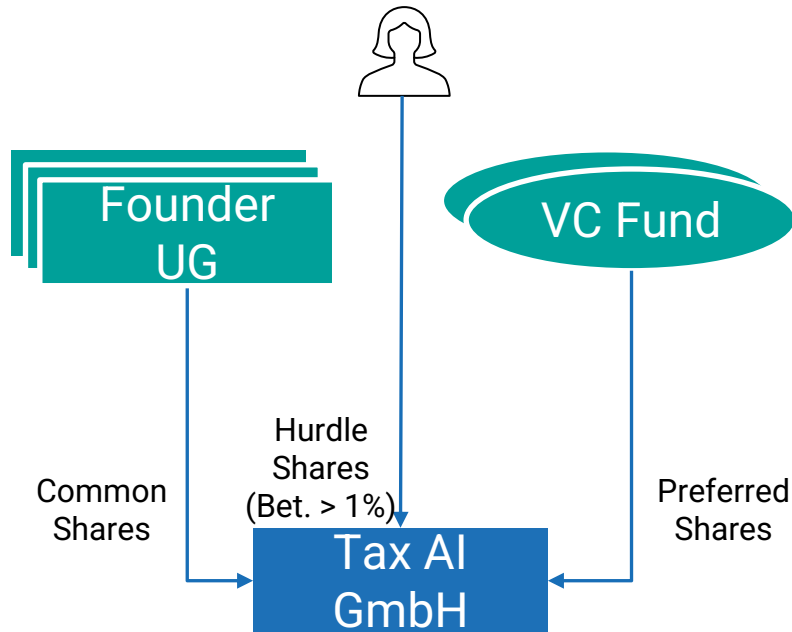 Founder
UG
VC Fund
Hurdle
Shares
(Bet. > 1%)
Common
Shares
Preferred
Shares
Tax AI
GmbH